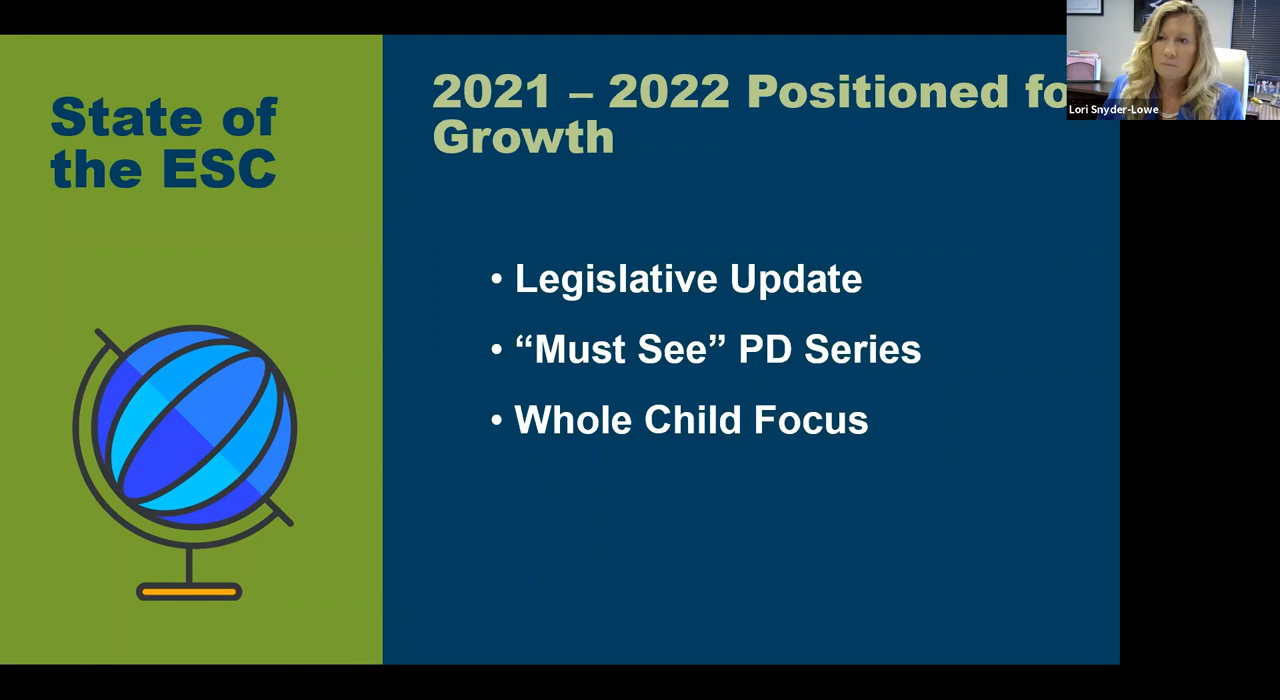 State of
the ESC
2021 – 2022 Positioned fo
Growth
• Legislative Update
• “Must See” PD Series
• Whole Child Focus
Lori Snyder-Lowe